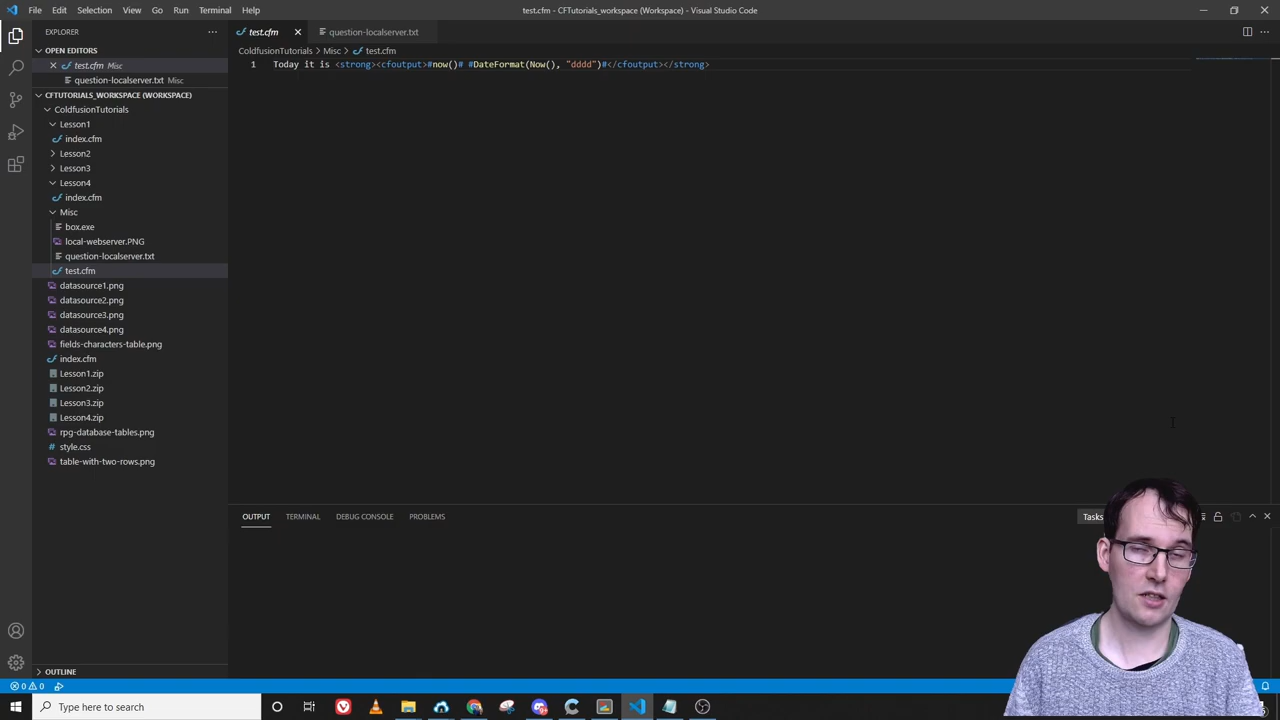 File Edit Selection View Go Run Terminal Help
test.cfm - CFTutorials_workspace (Workspace) - Visual Studio Code
EXPLORER
test.cfm
question-localserver.txt
OPEN EDITORS
test.cfm Misc
question-localserver.txt Misc
CFTUTORIALS_WORKSPACE (WORKSPACE)
ColdfusionTutorials
Lesson1
index.cfm
Lesson2
Lesson3
Lesson4
index.cfm
Misc
box.exe
local-webserver.PNG
question-localserver.txt
test.cfm
datasource1.png
datasource2.png
datasource3.png
datasource4.png
fields-characters-table.png
index.cfm
Lesson1.zip
Lesson2.zip
Lesson3.zip
Lesson4.zip
rpg-database-tables.png
style.css
table-with-two-rows.png
OUTLINE
ColdfusionTutorials > Misc > test.cfm
1 Today it is <strong><cfoutput>#now()# #DateFormat(Now(), "dddd")#</cfoutput></strong>
OUTPUT TERMINAL DEBUG CONSOLE PROBLEMS
Tasks
0 0
Type here to search